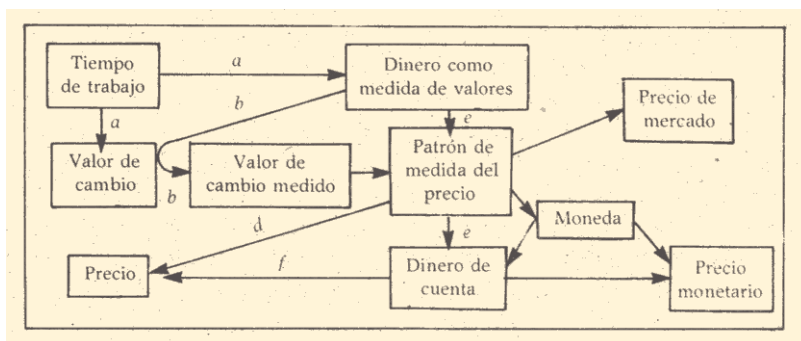 Tiempo
de trabajo
a
Dinero como
medida de valores
a
b
e
Precio de
mercado
Valor de
cambio
b
Valor de
cambio medido
Patrón de
medida del
precio
d
e
Moneda
Precio
f
Dinero de
cuenta
Precio
monetario